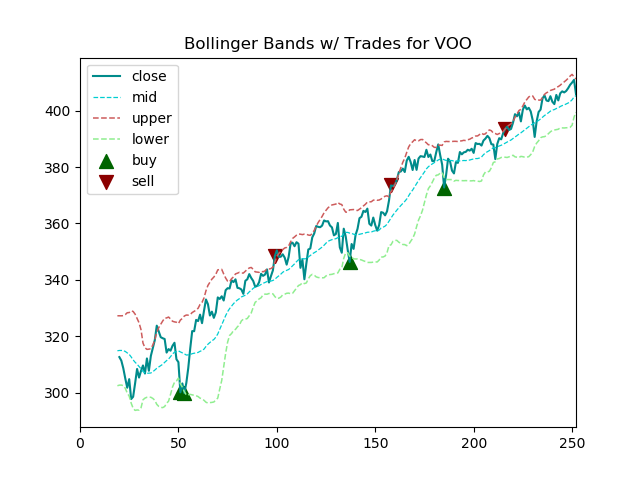 Bollinger Bands w/ Trades for VOO
close
mid
upper
lower
buy
sell
400
380
360
340
320
300
0 50 100 150 200 250